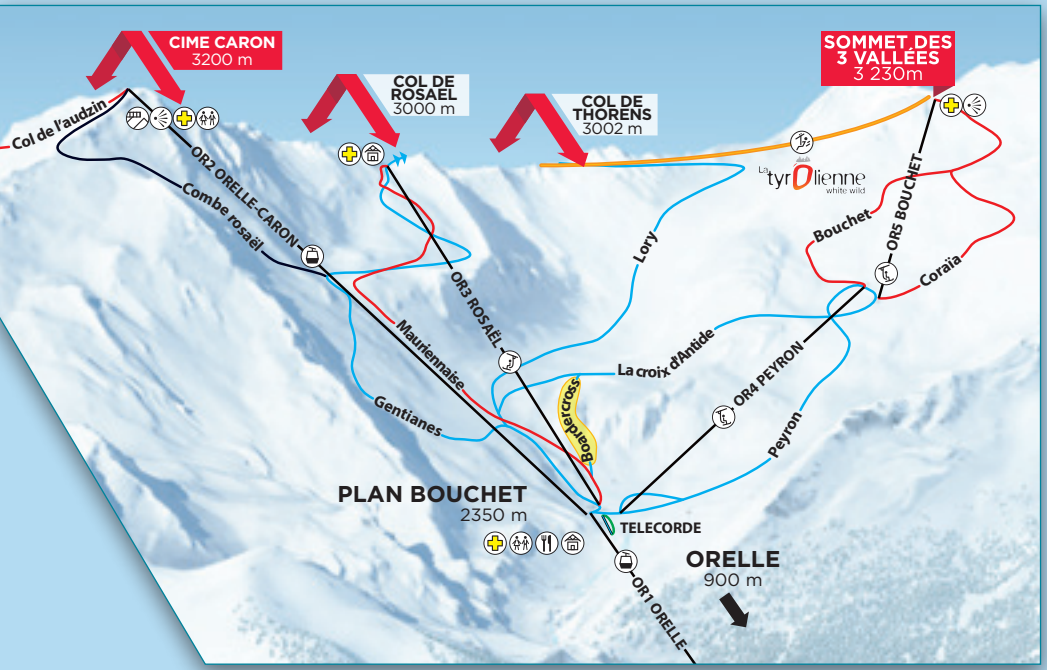 CIME CARON
3200 m
COL DE
ROSAEL
3000 m
COL DE
THORENS
3002 m
SOMMET DES
3 VALLÉES
3 230m
Col de l'audzin
OR2 ORELLE-CARON
Combe rosaël
La
tyrOlienne
white wild
Bouchet
OR5 BOUCHET
Coraïa
Lory
OR3 ROSAËL
Mauriennaise
Gentianes
La croix d'Antide
Boardercross
OR4 PEYRON
Peyron
PLAN BOUCHET
2350 m
TELECORDE
ORELLE
900 m
OR1 ORELLE